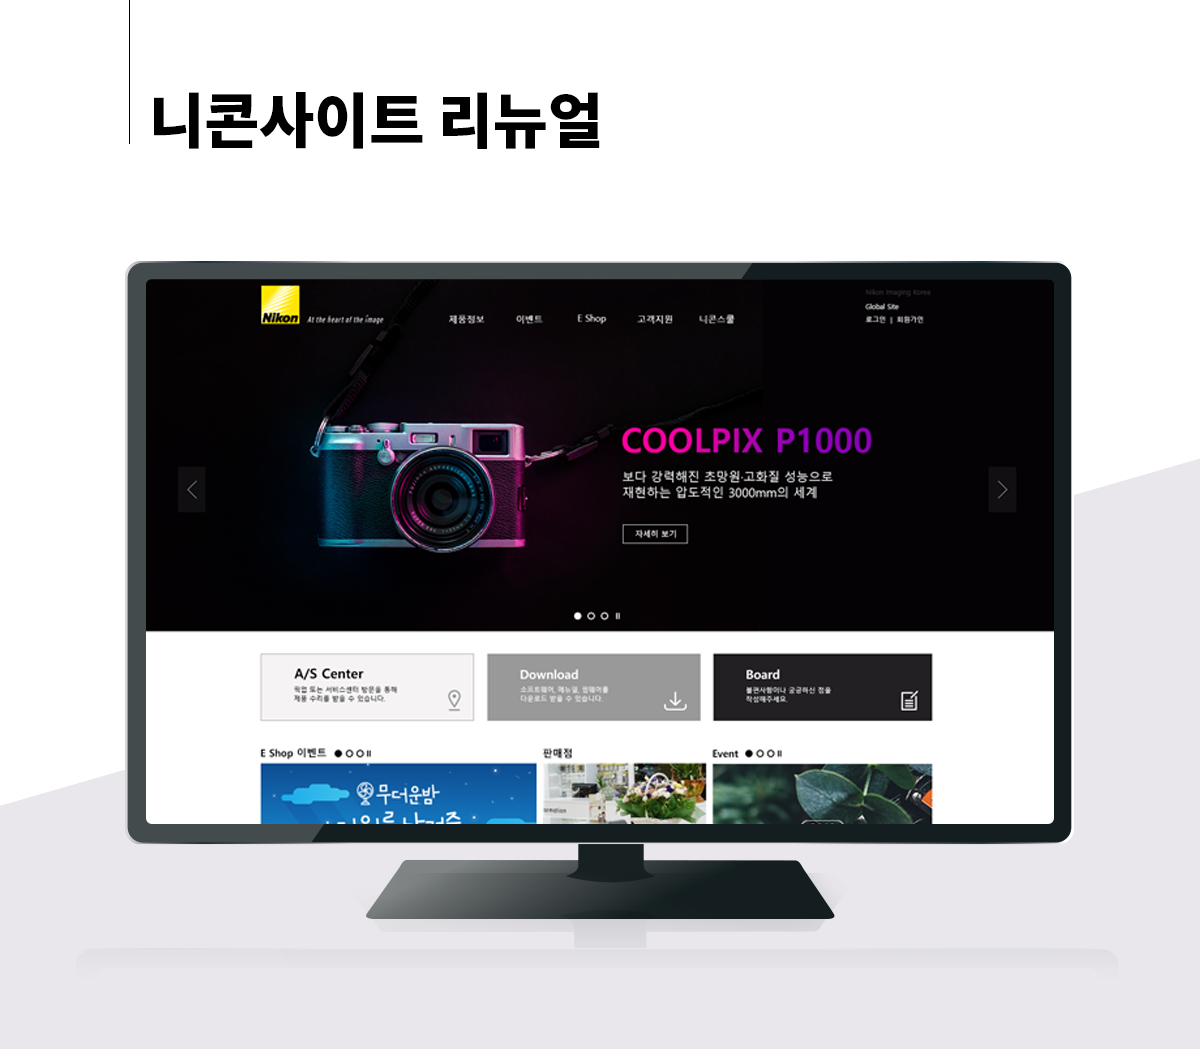 니콘사이트 리뉴얼
Nikon Imaging Korea
Global Site
로그인 | 회원가인
Nikon
At the heart of the image
제품정보 이벤트 E Shop 고객지원 니콘스쿨
COOLPIX P1000
보다 강력해진 초망원·고화질 성능으로
재현하는 압도적인 3000mm의 세계
자세히 보기
A/S Center
픽업 또는 서비스센터 방문을 통해
제품 수리를 받을 수 있습니다.
Download
소프트웨어, 메뉴얼, 펌웨어를
다운로드 받을 수 있습니다.
Board
불편사항이나 궁금하신 점을
작성해주세요.
E Shop 이벤트
판매점
Event
무더운밤